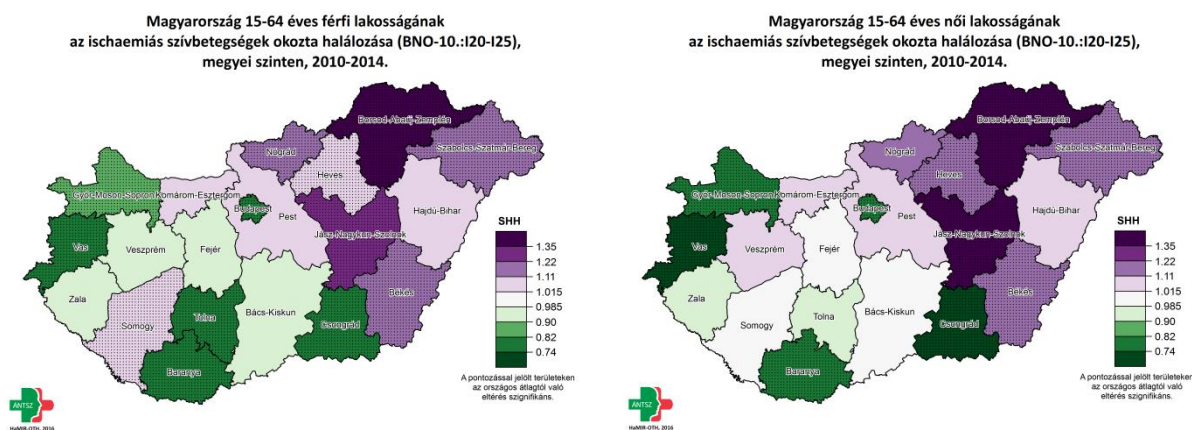 Magyarország 15-64 éves férfi lakosságának
az ischaemiás szívbetegségek okozta halálozása (BNO-10.:I20-I25),
megyei szinten, 2010-2014.
Borsod-Abaúj-Zemplén
Szabolcs-Szatmár-Bereg
Nógrád
Heves
Győr-Moson-Sopron
Komárom-Esztergom
Budapest
Pest
Hajdú-Bihar
Jász-Nagykun-Szolnok
Vas
Veszprém
Fejér
Zala
Somogy
Tolna
Bács-Kiskun
Csongrád
Békés
Baranya
SHH
1.35
1.22
1.11
1.015
0.985
0.90
0.82
0.74
A pontozással jelölt területeken
az országos átlagtól való
eltérés szignifikáns.
ÁNTSZ
HaMIR-OTH, 2016
Magyarország 15-64 éves női lakosságának
az ischaemiás szívbetegségek okozta halálozása (BNO-10.:I20-I25),
megyei szinten, 2010-2014.
Borsod-Abaúj-Zemplén
Szabolcs-Szatmár-Bereg
Nógrád
Heves
Győr-Moson-Sopron
Komárom-Esztergom
Budapest
Pest
Hajdú-Bihar
Jász-Nagykun-Szolnok
Vas
Veszprém
Fejér
Zala
Somogy
Tolna
Bács-Kiskun
Csongrád
Békés
Baranya
SHH
1.35
1.22
1.11
1.015
0.985
0.90
0.82
0.74
A pontozással jelölt területeken
az országos átlagtól való
eltérés szignifikáns.
ÁNTSZ
HaMIR-OTH, 2016